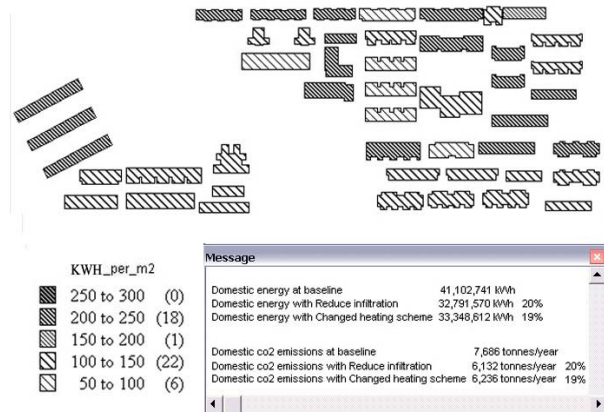 KWH_per_m2
250 to 300 (0)
200 to 250 (18)
150 to 200 (1)
100 to 150 (22)
50 to 100 (6)
Message
Domestic energy at baseline 41,102,741 kWh
Domestic energy with Reduce infiltration 32,791,570 kWh 20%
Domestic energy with Changed heating scheme 33,348,612 kWh 19%
Domestic co2 emissions at baseline 7,686 tonnes/year
Domestic co2 emissions with Reduce infiltration 6,132 tonnes/year 20%
Domestic co2 emissions with Changed heating scheme 6,236 tonnes/year 19%